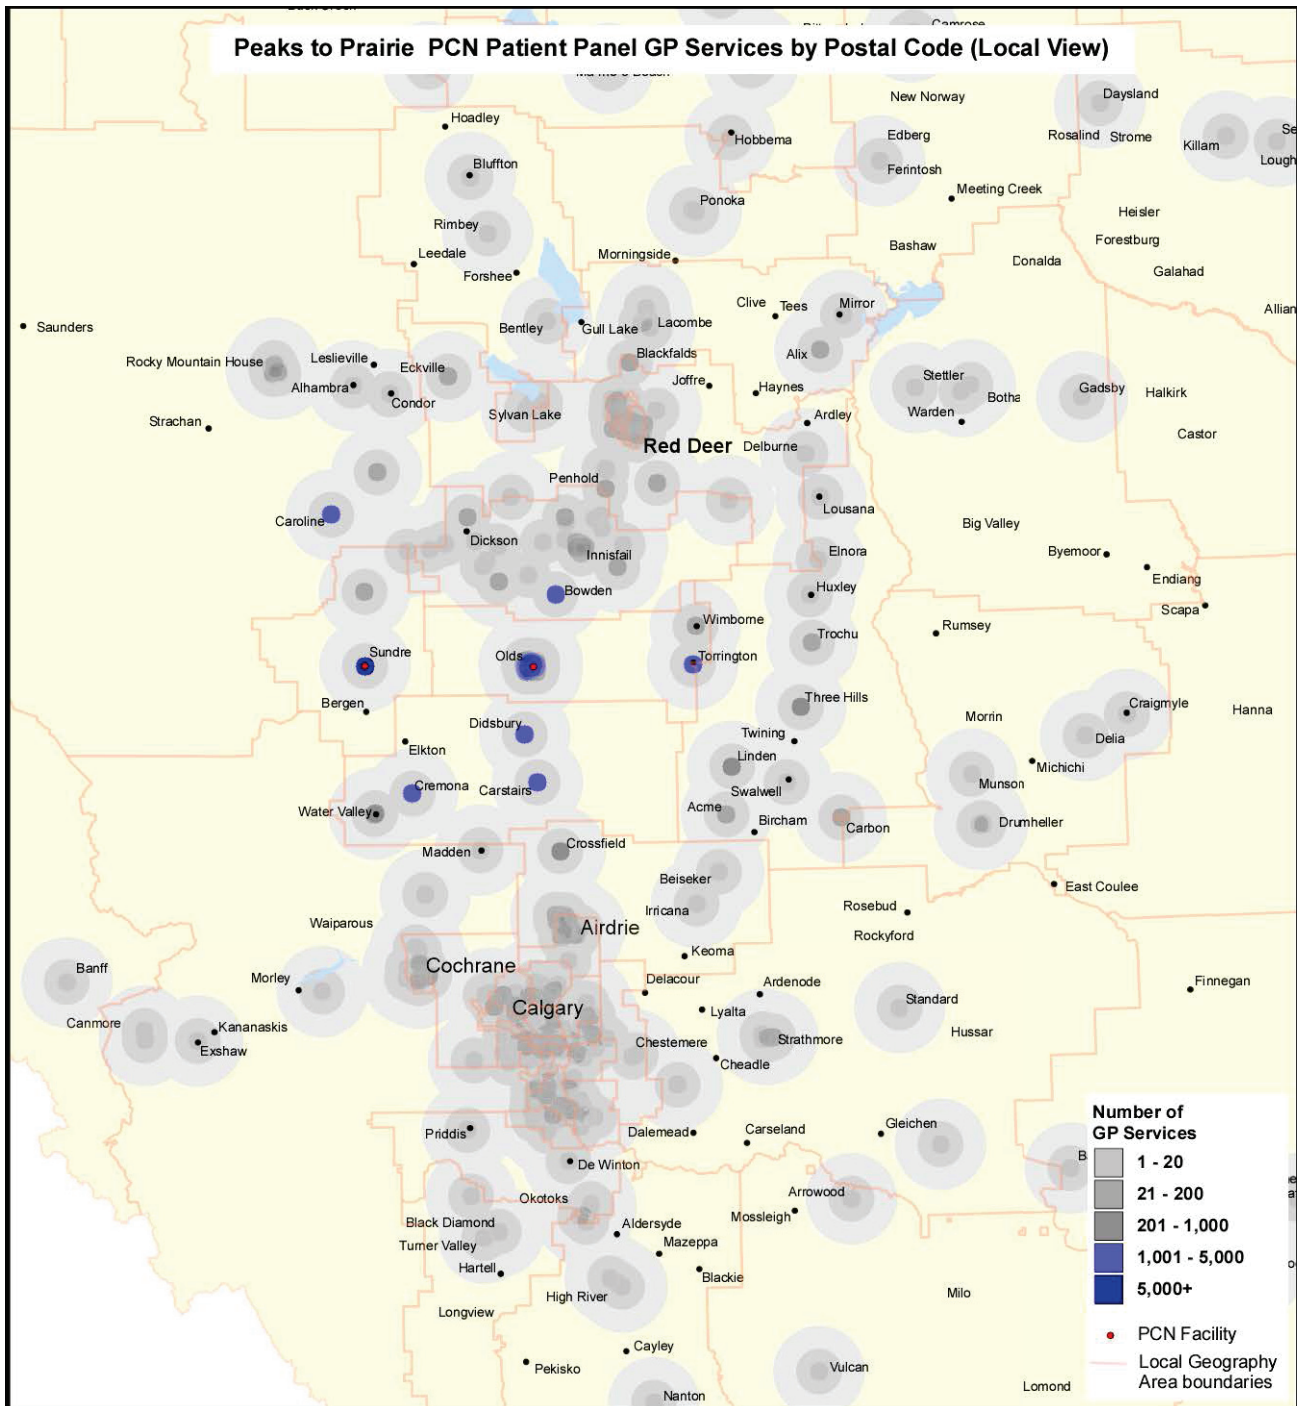 Camrose
Peaks to Prairie PCN Patient Panel GP Services by Postal Code (Local View)
New Norway
Daysland
Hoadley
Hobbema
Edberg
Rosalind
Strome
Killam
Bluffton
Ferintosh
Meeting Creek
Ponoka
Heisler
Rimbey
Forestburg
Leedale
Morningside
Bashaw
Donalda
Forshee
Galahad
Clive
Tees
Mirror
Saunders
Bentley
Gull Lake
Lacombe
Rocky Mountain House
Leslieville
Eckville
Blackfalds
Alix
Alhambra
Condor
Joffre
Haynes
Stettler
Botha
Gadsby
Halkirk
Strachan
Sylvan Lake
Ardley
Warden
Castor
Red Deer
Delburne
Penhold
Caroline
Lousana
Big Valley
Dickson
Innisfail
Elnora
Byemoor
Endiang
Bowden
Huxley
Scapa
Wimborne
Rumsey
Trochu
Sundre
Olds
Torrington
Bergen
Three Hills
Craigmyle
Hanna
Didsbury
Twining
Morrin
Delia
Elkton
Linden
Michichi
Cremona
Carstairs
Swalwell
Munson
Water Valley
Acme
Bircham
Carbon
Drumheller
Madden
Crossfield
Beiseker
East Coulee
Waiparous
Irricana
Rosebud
Airdrie
Rockyford
Keoma
Cochrane
Banff
Morley
Delacour
Ardenode
Finnegan
Calgary
Lyalta
Standard
Canmore
Kananaskis
Exshaw
Chestemere
Strathmore
Hussar
Cheadle
Priddis
Dalemead
Carseland
Gleichen
De Winton
Okotoks
Arrowood
Black Diamond
Aldersyde
Mossleigh
Turner Valley
Mazeppa
Hartell
Blackie
High River
Milo
Longview
Cayley
Pekisko
Vulcan
Lomond
Nanton
Number of
GP Services
1 - 20
21 - 200
201 - 1,000
1,001 - 5,000
5,000+
PCN Facility
Local Geography
Area boundaries